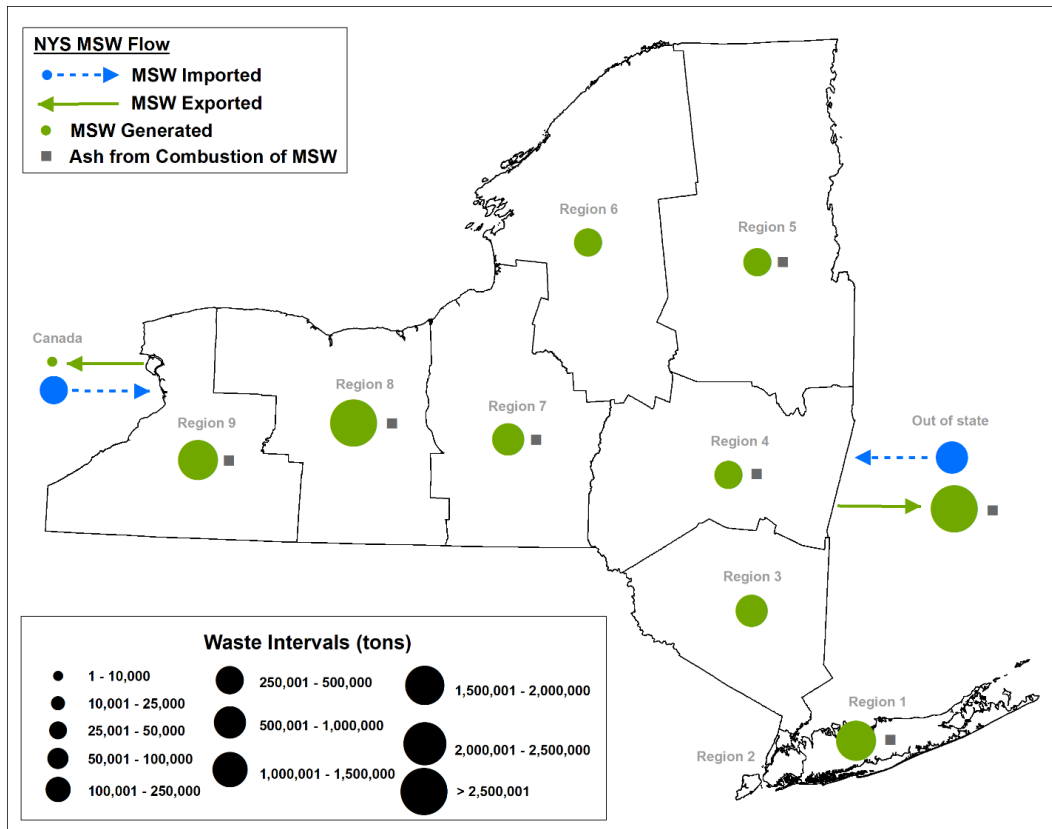 NYS MSW Flow
MSW Imported
MSW Exported
MSW Generated
Ash from Combustion of MSW
Region 6
Region 5
Canada
Region 8
Region 7
Region 9
Region 4
Out of state
Region 3
Region 1
Region 2
Waste Intervals (tons)
1 - 10,000
10,001 - 25,000
25,001 - 50,000
50,001 - 100,000
100,001 - 250,000
250,001 - 500,000
500,001 - 1,000,000
1,000,001 - 1,500,000
1,500,001 - 2,000,000
2,000,001 - 2,500,000
> 2,500,001